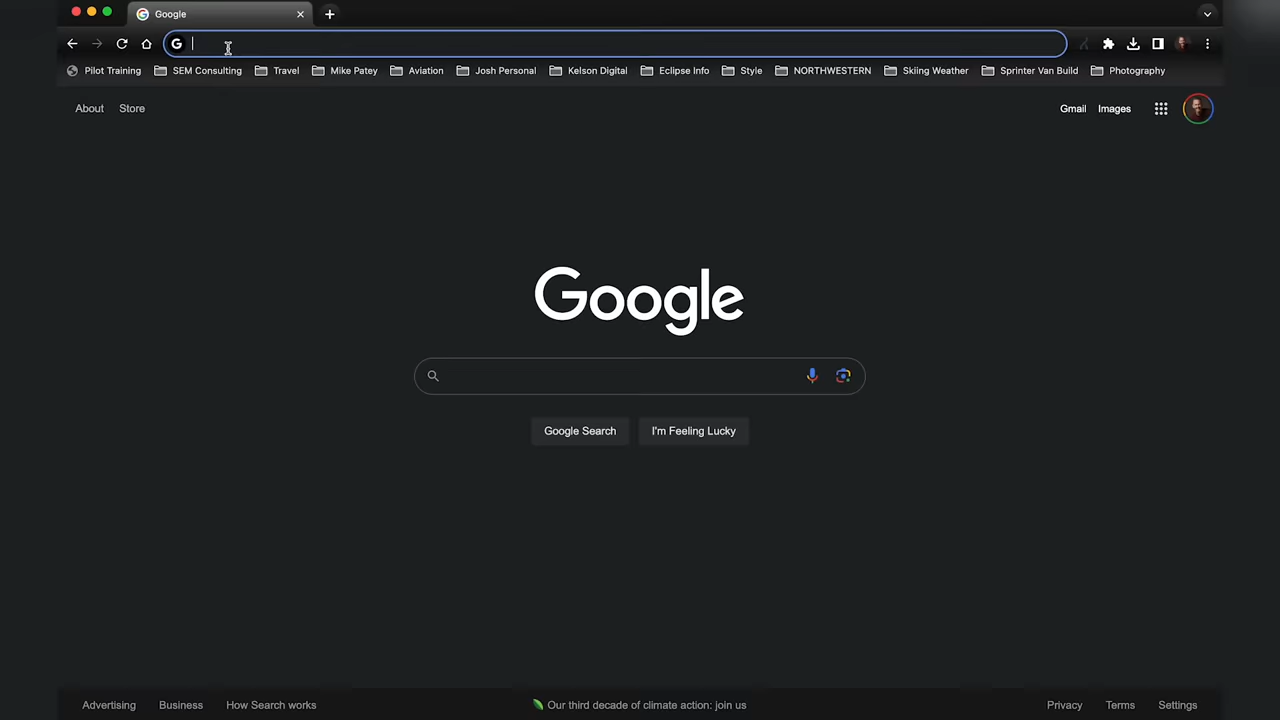 Google
Pilot Training SEM Consulting Travel Mike Patey Aviation Josh Personal Kelson Digital Eclipse Info Style NORTHWESTERN Skiing Weather Sprinter Van Build Photography
About Store Gmail Images
Google
Google Search I'm Feeling Lucky
Advertising Business How Search works Our third decade of climate action: join us Privacy Terms Settings